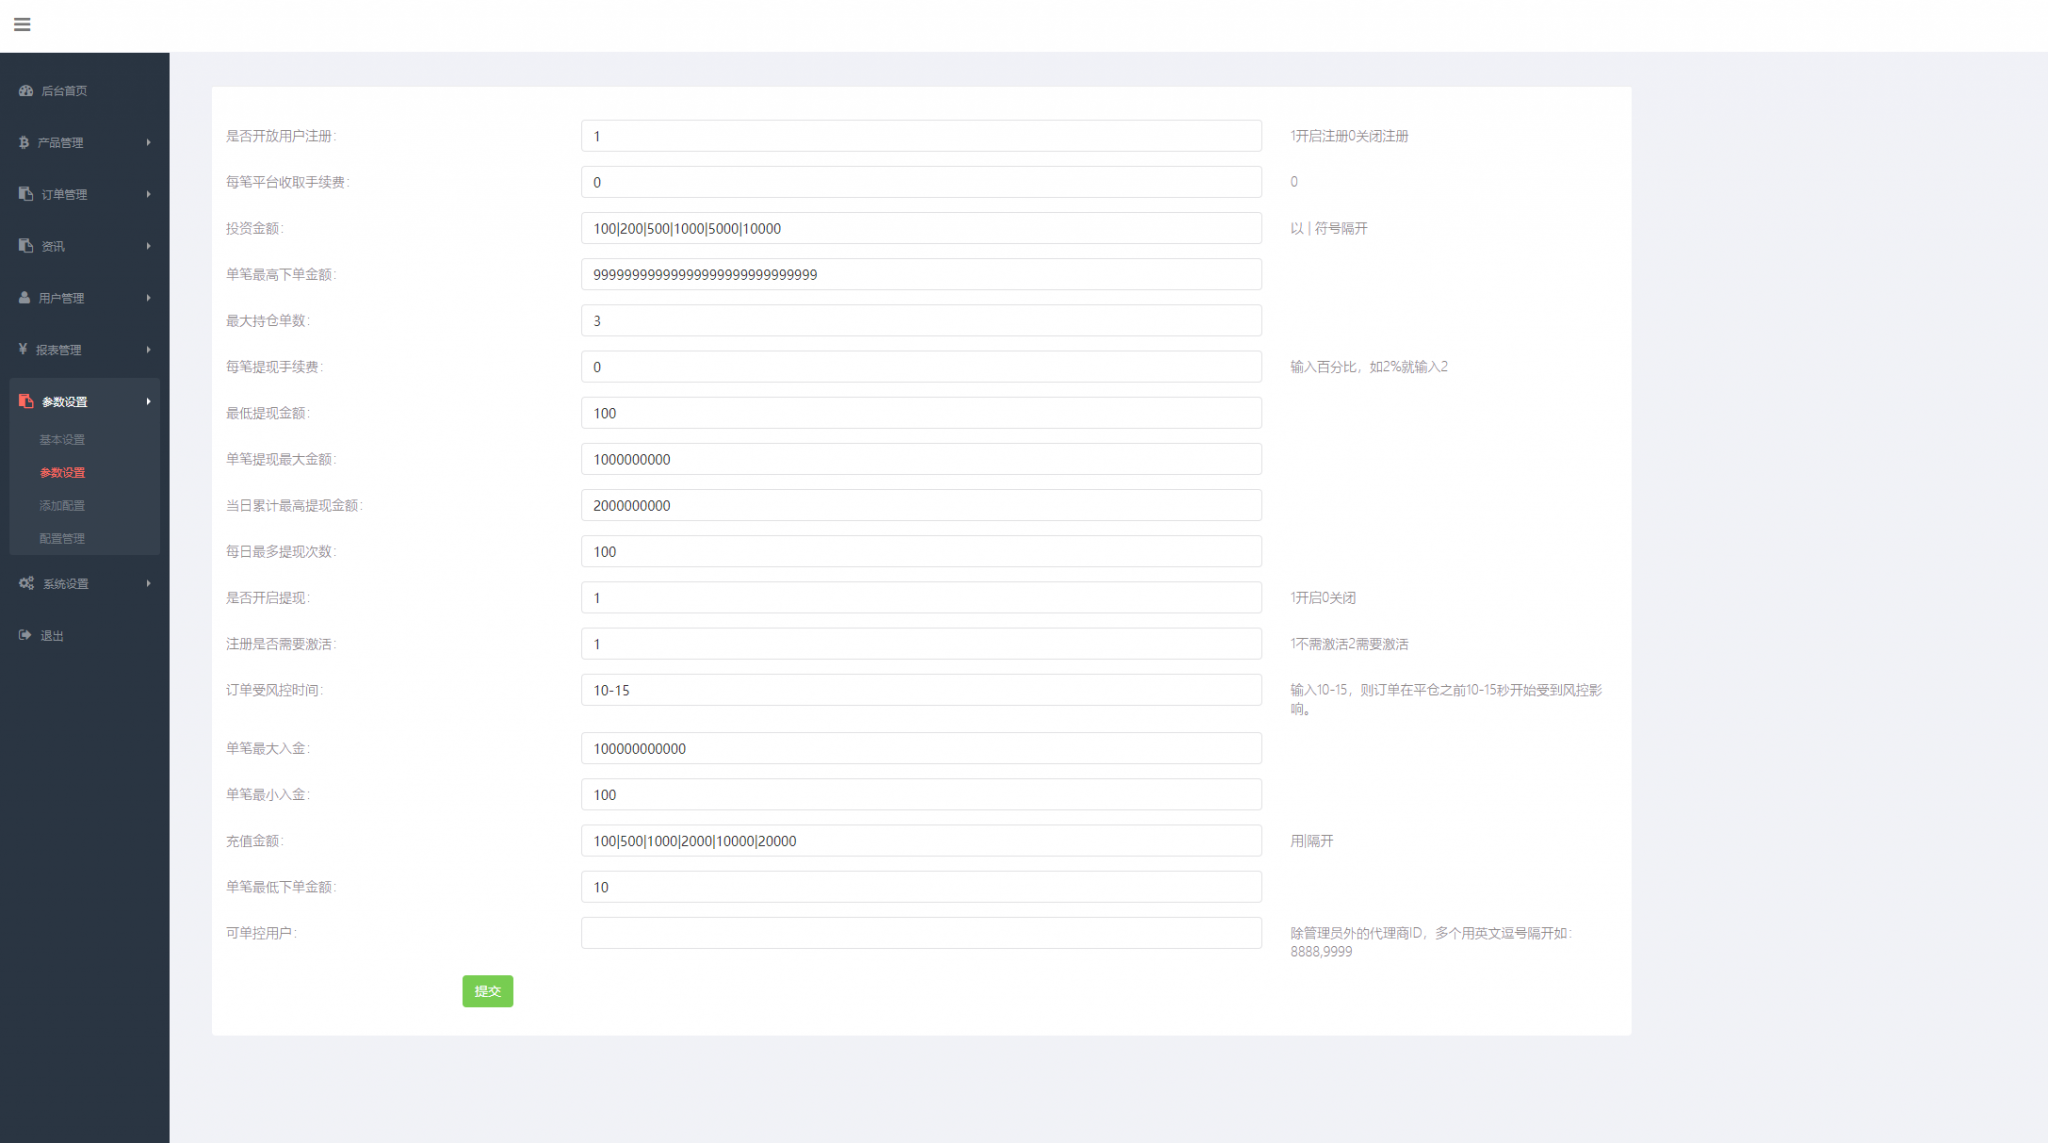 后台首页
产品管理
订单管理
资讯
用户管理
报表管理
参数设置
基本设置
参数设置
添加配置
配置管理
系统设置
退出
是否开放用户注册: 1 1开启注册0关闭注册
每笔平台收取手续费: 0 0
投资金额: 100|200|500|1000|5000|10000 以 | 符号隔开
单笔最高下单金额: 99999999999999999999999999999
最大持仓单数: 3
每笔提现手续费: 0 输入百分比，如2%就输入2
最低提现金额: 100
单笔提现最大金额: 1000000000
当日累计最高提现金额: 2000000000
每日最多提现次数: 100
是否开启提现: 1 1开启0关闭
注册是否需要激活: 1 1不需激活2需要激活
订单受风控时间: 10-15 输入10-15，则订单在平仓之前10-15秒开始受到风控影
响。
单笔最大入金: 100000000000
单笔最小入金: 100
充值金额: 100|500|1000|2000|10000|20000 用|隔开
单笔最低下单金额: 10
可单控用户: 除管理员外的代理商ID，多个用英文逗号隔开如:
8888,9999
提交